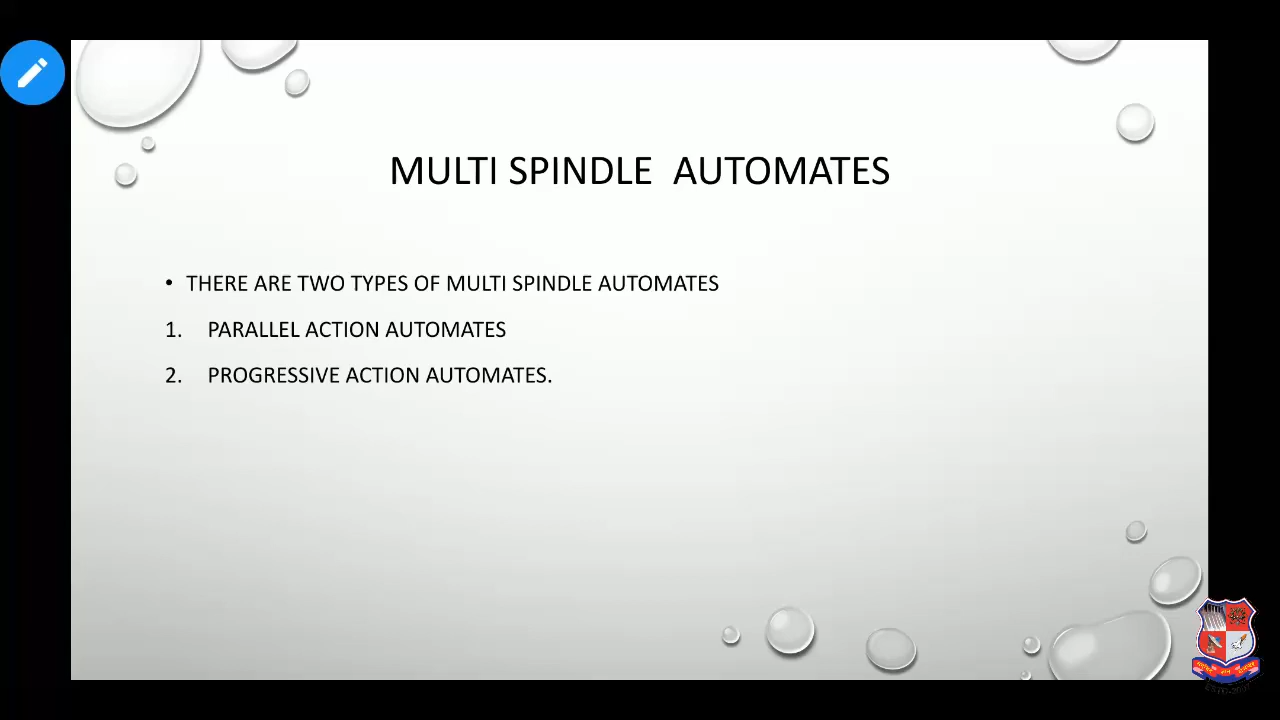 MULTI SPINDLE AUTOMATES
• THERE ARE TWO TYPES OF MULTI SPINDLE AUTOMATES
1. PARALLEL ACTION AUTOMATES
2. PROGRESSIVE ACTION AUTOMATES.